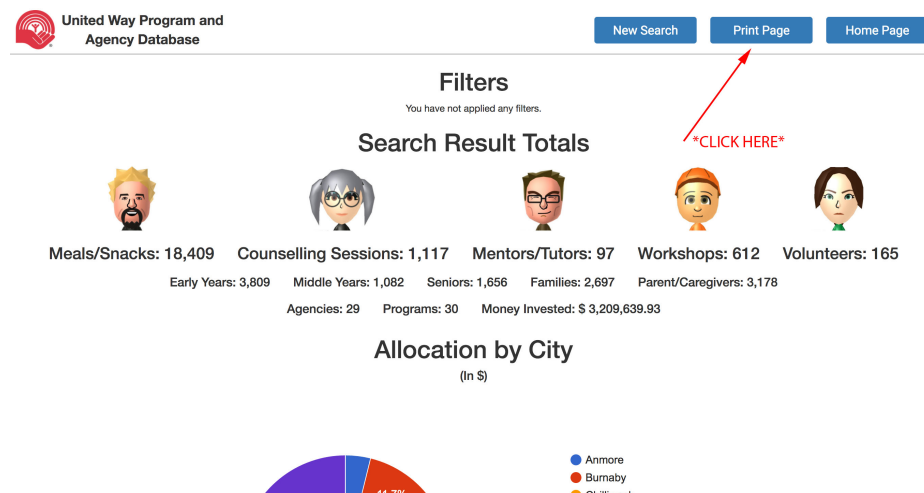 United Way Program and
Agency Database
New Search
Print Page
Home Page
Filters
You have not applied any filters.
Search Result Totals
*CLICK HERE*
Meals/Snacks: 18,409 Counselling Sessions: 1,117 Mentors/Tutors: 97 Workshops: 612 Volunteers: 165
Early Years: 3,809 Middle Years: 1,082 Seniors: 1,656 Families: 2,697 Parent/Caregivers: 3,178
Agencies: 29 Programs: 30 Money Invested: $ 3,209,639.93
Allocation by City
(In $)
Anmore
Burnaby